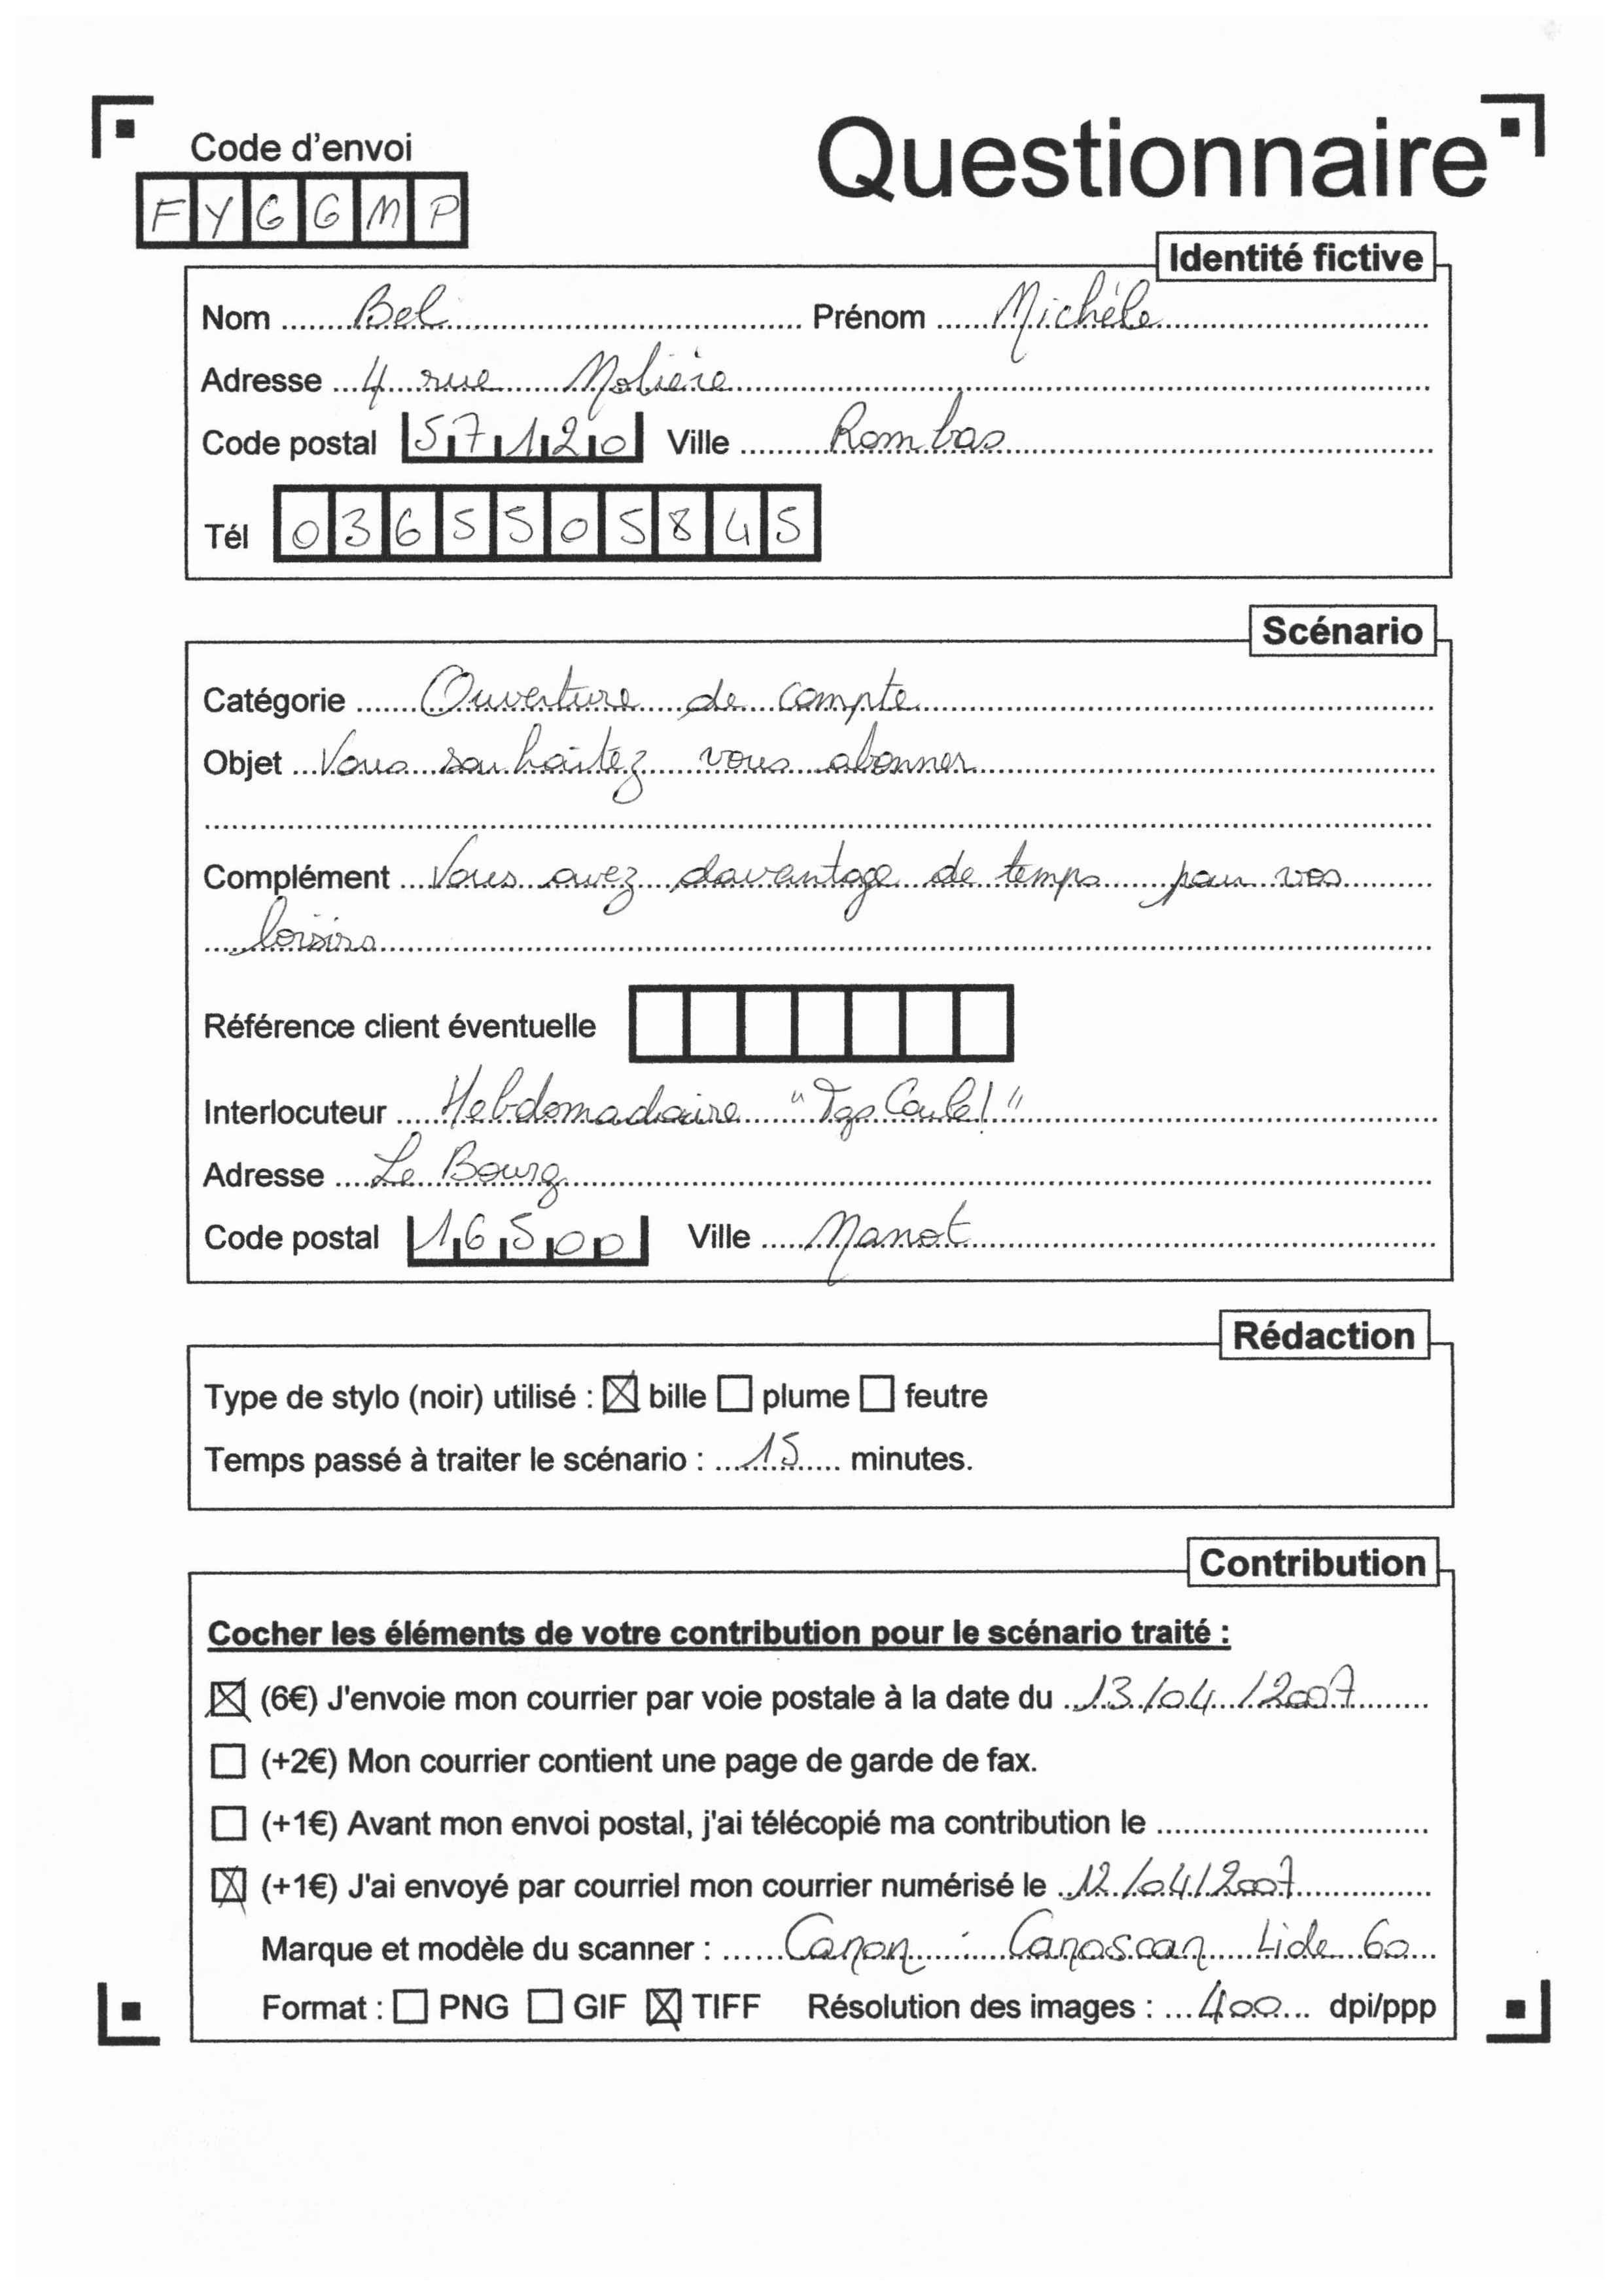 Code d'envoi
Questionnaire
FYGGMP
Identité fictive
Nom Bel Prénom Michèle
Adresse 4 rue Molière
Code postal 57120 Ville Rombas
Tél 0365505845
Scénario
Catégorie Ouverture de compte
Objet Vous souhaitez vous abonner
Complément Vous avez davantage de temps pour vos
loisirs
Référence client éventuelle
Interlocuteur Hebdomadaire "
Adresse Le Bourg
Code postal 16500 Ville Manot
Rédaction
Type de stylo (noir) utilisé : ☒ bille ☐ plume ☐ feutre
Temps passé à traiter le scénario : 15 minutes.
Contribution
Cocher les éléments de votre contribution pour le scénario traité :
☒ (6€) J'envoie mon courrier par voie postale à la date du 13/04/2007
☐ (+2€) Mon courrier contient une page de garde de fax.
☐ (+1€) Avant mon envoi postal, j'ai télécopié ma contribution le
☒ (+1€) J'ai envoyé par courriel mon courrier numérisé le 12/04/2007
Marque et modèle du scanner : Canon : Canoscan Lide 60
Format : ☐ PNG ☐ GIF ☒ TIFF Résolution des images : 400 dpi/ppp